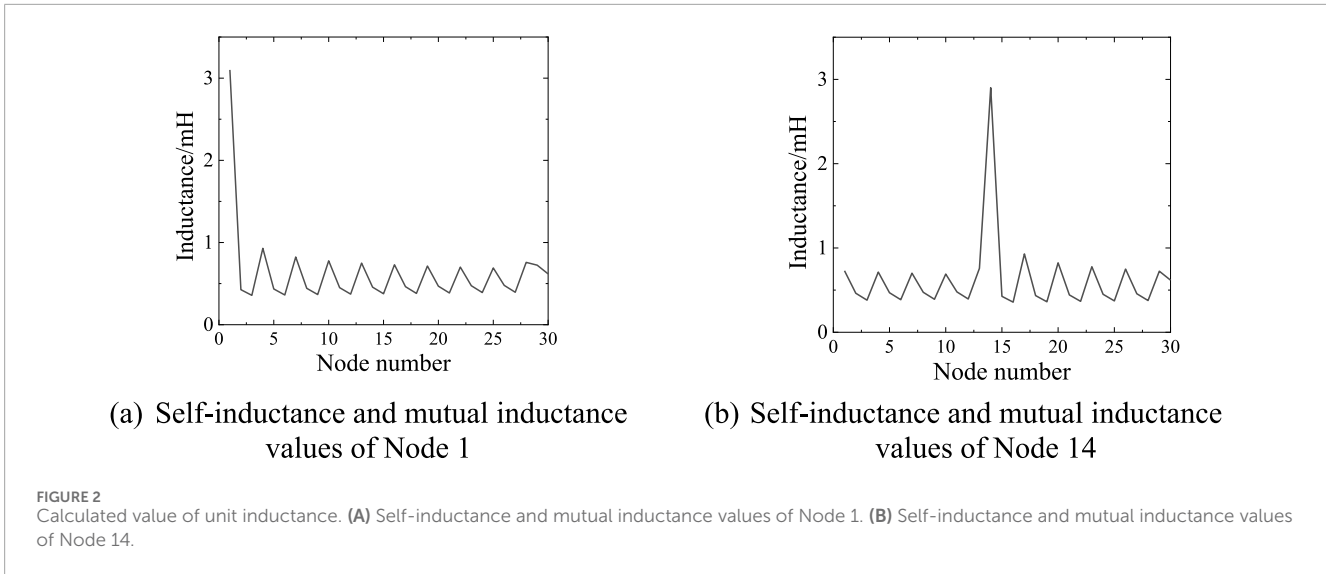 Inductance/mH
3
2
1
0
0 5 10 15 20 25 30
Node number
(a) Self-inductance and mutual inductance
values of Node 1
Inductance/mH
3
2
1
0
0 5 10 15 20 25 30
Node number
(b) Self-inductance and mutual inductance
values of Node 14
FIGURE 2
Calculated value of unit inductance. (A) Self-inductance and mutual inductance values of Node 1. (B) Self-inductance and mutual inductance values
of Node 14.